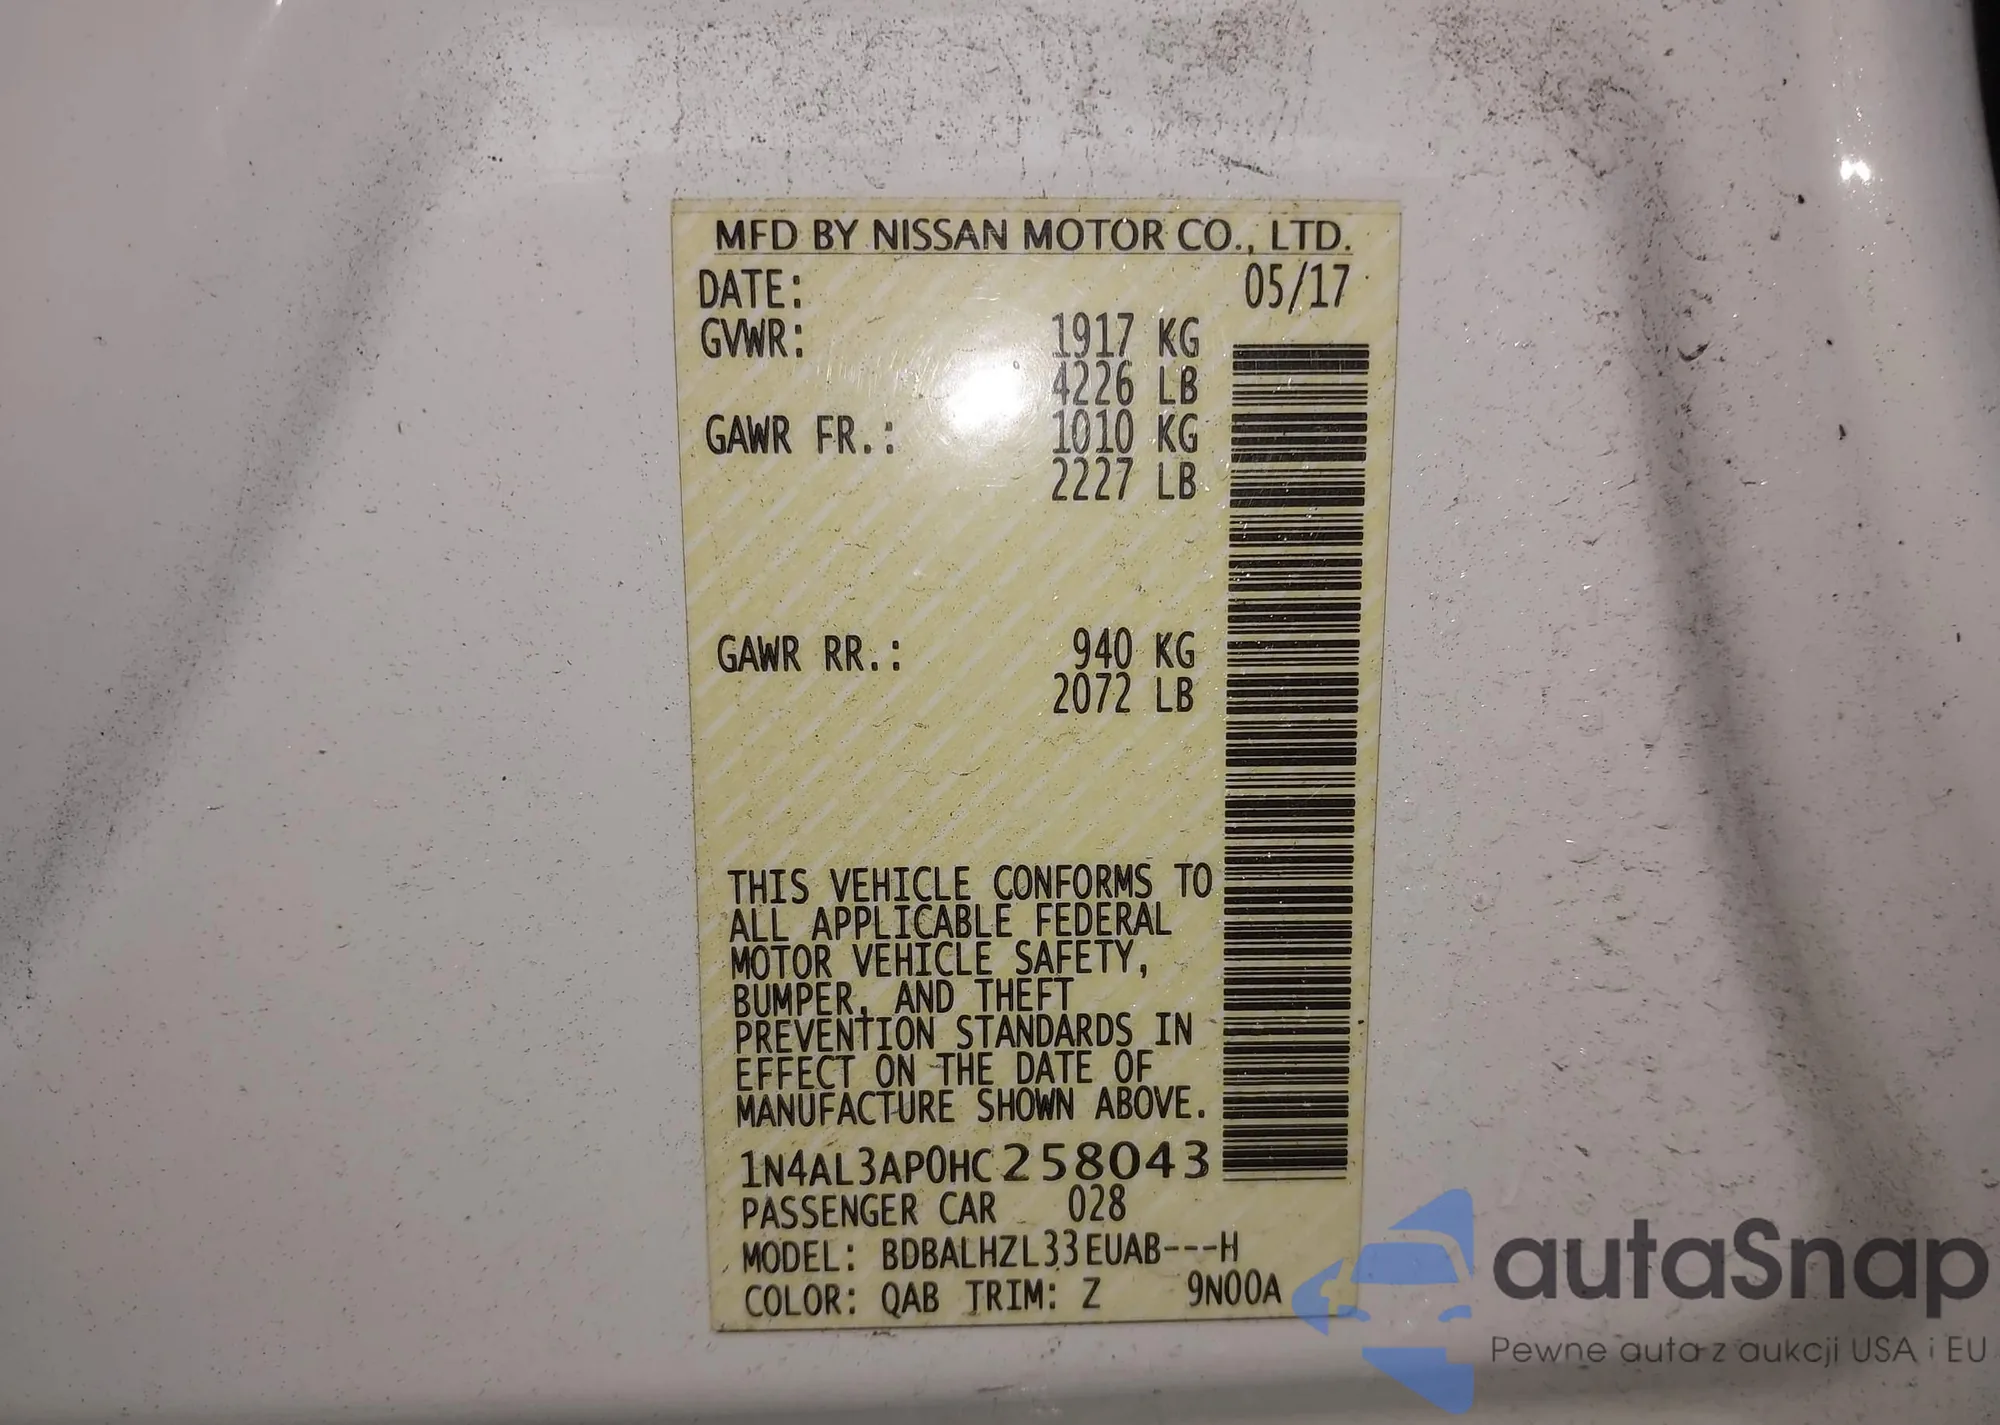 MFD BY NISSAN MOTOR CO., LTD.
DATE: 05/17
GVWR: 1917 KG
4226 LB
GAWR FR.: 1010 KG
2227 LB
GAWR RR.: 940 KG
2072 LB
THIS VEHICLE CONFORMS TO
ALL APPLICABLE FEDERAL
MOTOR VEHICLE SAFETY,
BUMPER, AND THEFT
PREVENTION STANDARDS IN
EFFECT ON THE DATE OF
MANUFACTURE SHOWN ABOVE.
1N4AL3AP0HC258043
PASSENGER CAR 028
MODEL: BDBALHZL33EUAB---H
COLOR: QAB TRIM: Z 9N00A
autaSnap
Pewne auta z aukcji USA i EU